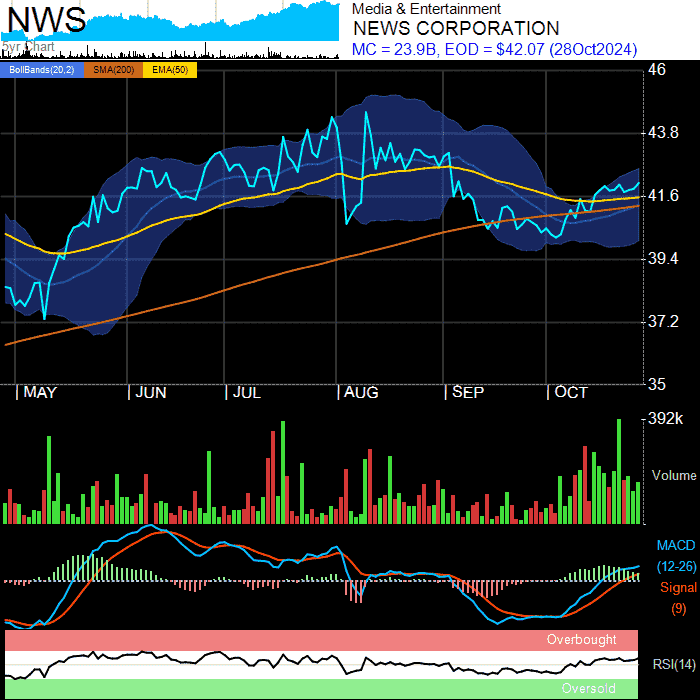 NWS
5yr Chart
Media & Entertainment
NEWS CORPORATION
MC = 23.9B, EOD = $42.07 (28Oct2024)
BollBands(20,2) SMA(200) EMA(50)
46
43.8
41.6
39.4
37.2
35
MAY JUN JUL AUG SEP OCT
392k
Volume
MACD
(12-26)
Signal
(9)
Overbought
RSI(14)
Oversold